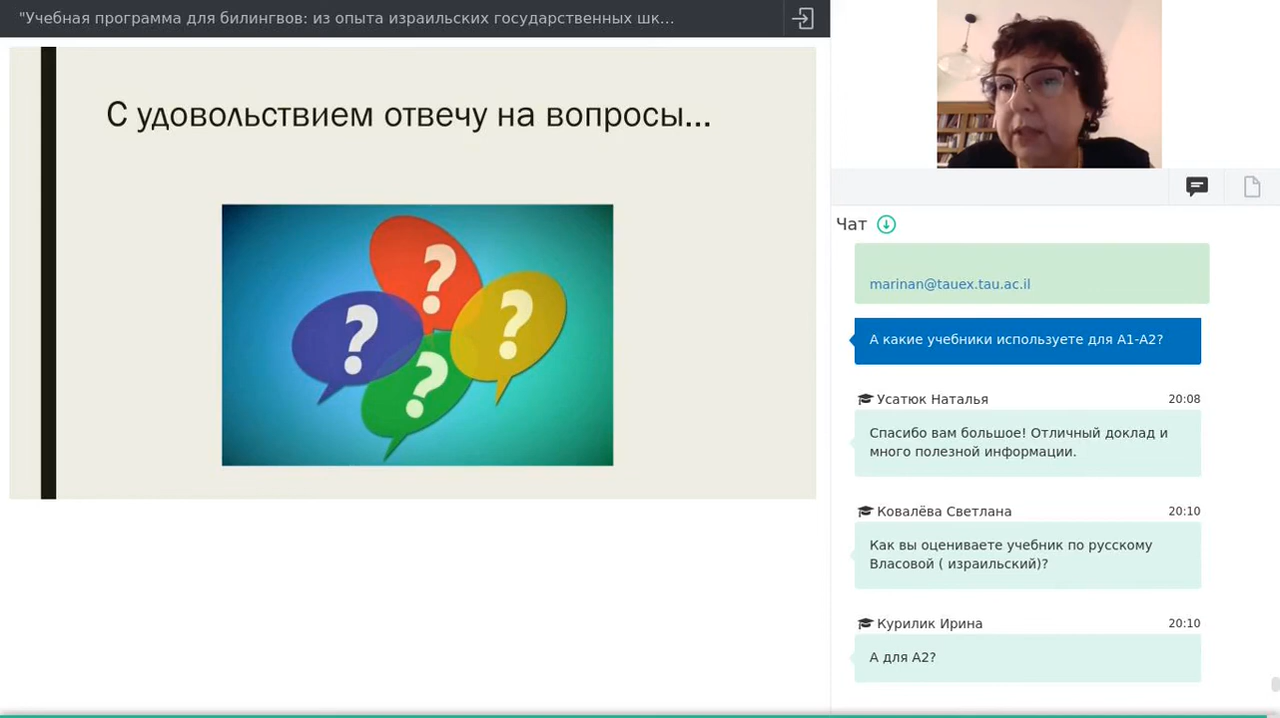 "Учебная программа для билингвов: из опыта израильских государственных шк...
С удовольствием отвечу на вопросы...
? ? ? ?
Чат
marinan@tauex.tau.ac.il
А какие учебники используете для А1-А2?
Усатюк Наталья 20:08
Спасибо вам большое! Отличный доклад и
много полезной информации.
Ковалёва Светлана 20:10
Как вы оцениваете учебник по русскому
Власовой ( израильский)?
Курилик Ирина 20:10
А для А2?